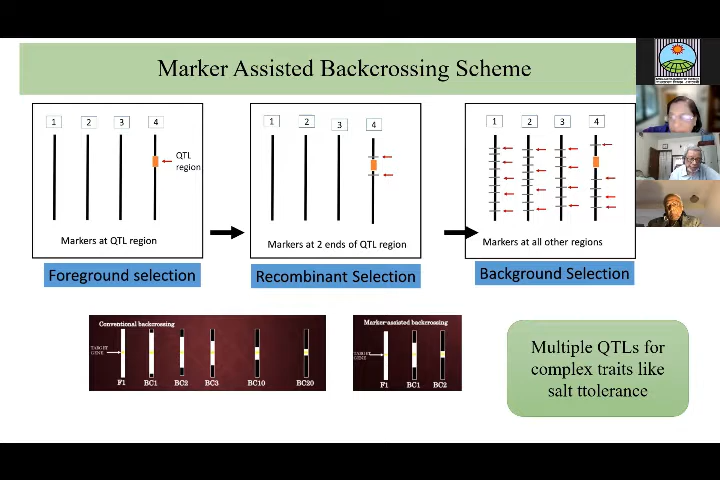 Marker Assisted Backcrossing Scheme
1 2 3 4
QTL
region
Markers at QTL region
Foreground selection
1 2 3 4
Markers at 2 ends of QTL region
Recombinant Selection
1 2 3 4
Markers at all other regions
Background Selection
Conventional backcrossing
TARGET
GENE
F1 BC1 BC2 BC3 BC10 BC20
Marker-assisted backcrossing
TARGET
GENE
F1 BC1 BC2
Multiple QTLs for
complex traits like
salt ttolerance